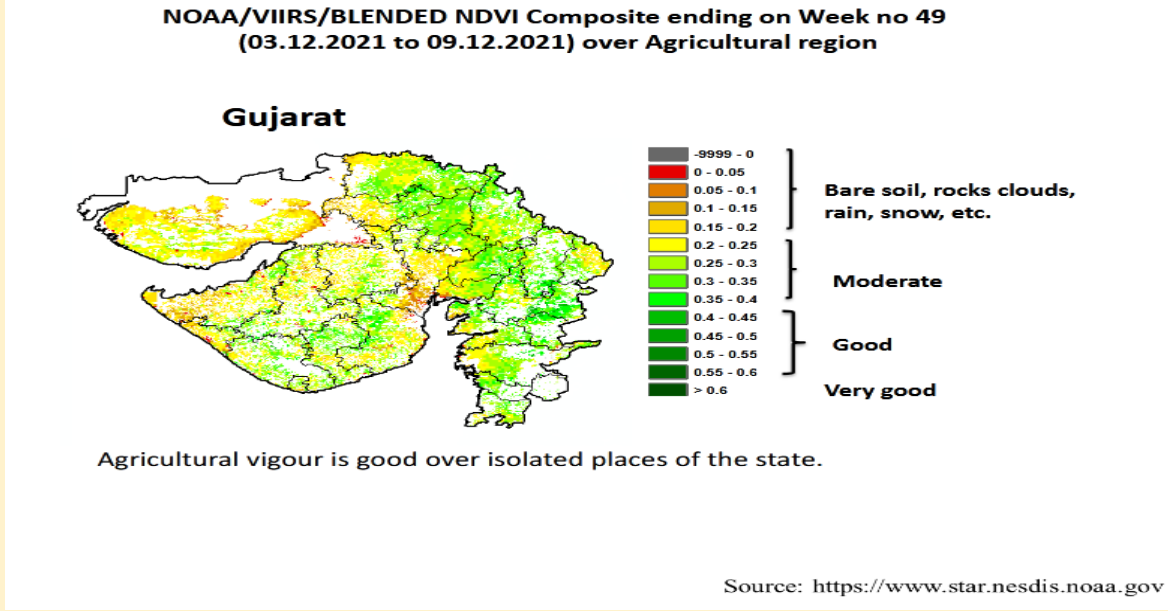 NOAA/VIIRS/BLENDED NDVI Composite ending on Week no 49
(03.12.2021 to 09.12.2021) over Agricultural region
Gujarat
-9999 - 0
0 - 0.05
0.05 - 0.1
0.1 - 0.15
0.15 - 0.2
0.2 - 0.25
0.25 - 0.3
0.3 - 0.35
0.35 - 0.4
0.4 - 0.45
0.45 - 0.5
0.5 - 0.55
0.55 - 0.6
> 0.6
Bare soil, rocks clouds,
rain, snow, etc.
Moderate
Good
Very good
Agricultural vigour is good over isolated places of the state.
Source: https://www.star.nesdis.noaa.gov